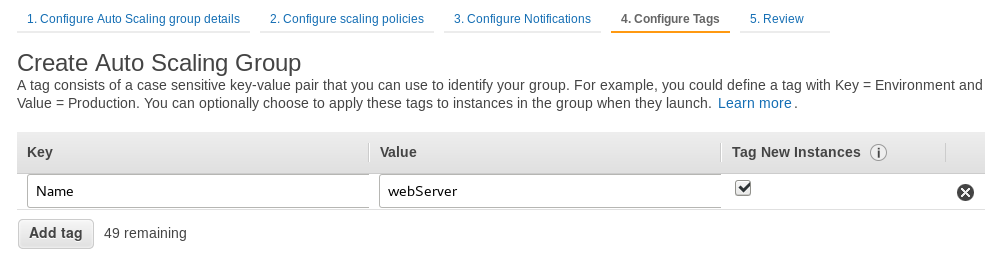 1. Configure Auto Scaling group details 2. Configure scaling policies 3. Configure Notifications 4. Configure Tags 5. Review
Create Auto Scaling Group
A tag consists of a case sensitive key-value pair that you can use to identify your group. For example, you could define a tag with Key = Environment and
Value = Production. You can optionally choose to apply these tags to instances in the group when they launch. Learn more.
Key Value Tag New Instances i
Name webServer
Add tag 49 remaining